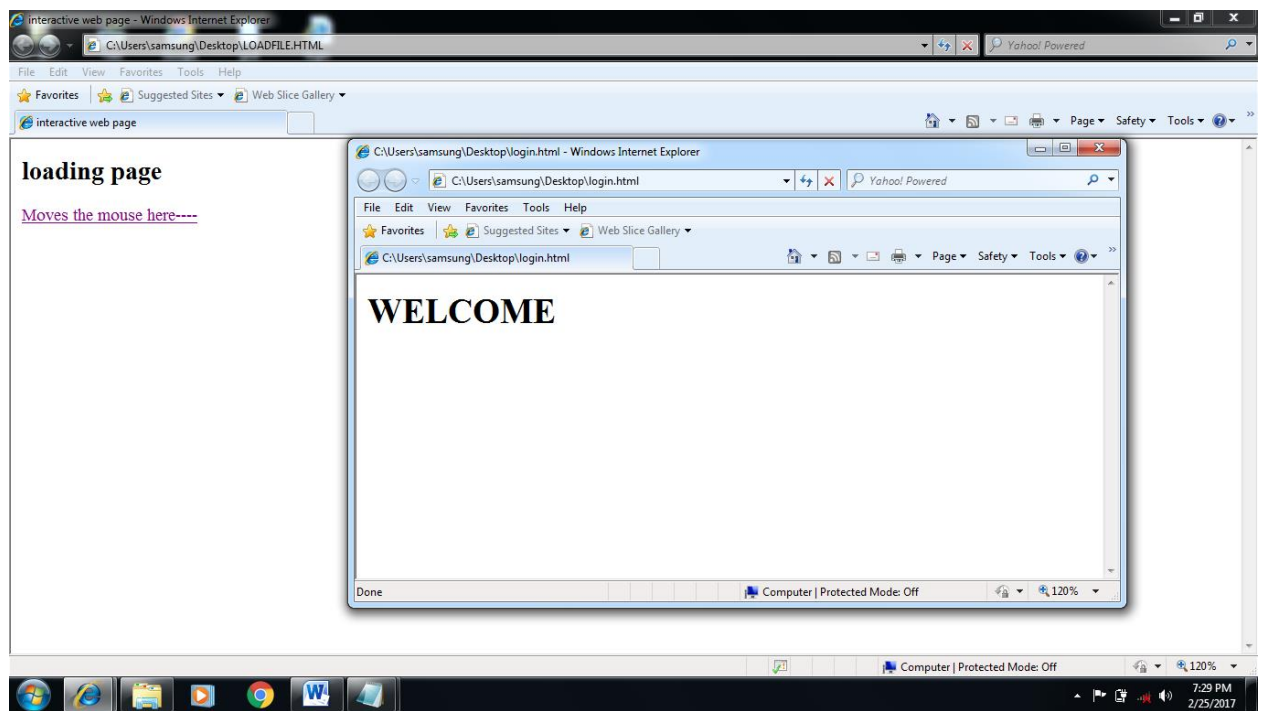 interactive web page - Windows Internet Explorer
C:\Users\samsung\Desktop\LOADFILE.HTML
Yahoo! Powered
File Edit View Favorites Tools Help
Favorites Suggested Sites Web Slice Gallery
interactive web page
Page Safety Tools
loading page
Moves the mouse here----
C:\Users\samsung\Desktop\login.html - Windows Internet Explorer
C:\Users\samsung\Desktop\login.html
Yahoo! Powered
File Edit View Favorites Tools Help
Favorites Suggested Sites Web Slice Gallery
C:\Users\samsung\Desktop\login.html
Page Safety Tools
WELCOME
Done
Computer | Protected Mode: Off
120%
Computer | Protected Mode: Off
120%
7:29 PM
2/25/2017